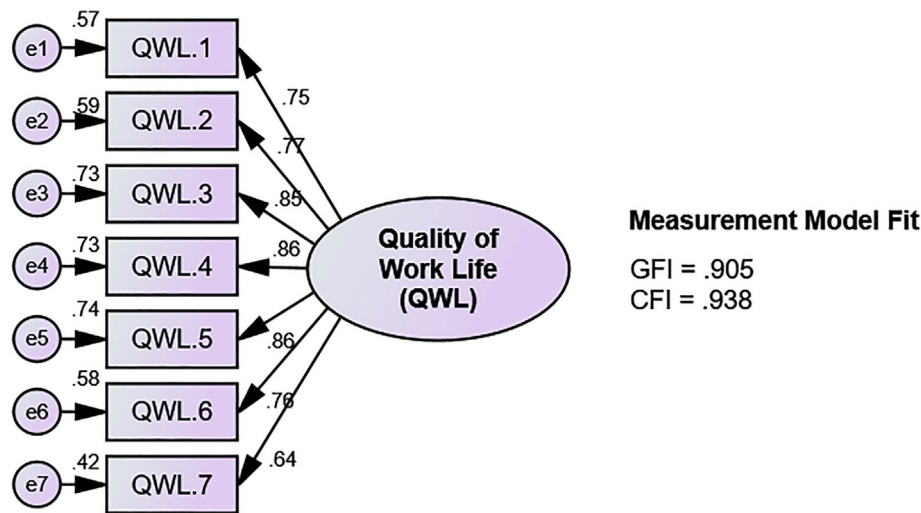 .57
e1
QWL.1
.75
.59
e2
QWL.2
.77
.73
e3
QWL.3
.85
.73
e4
QWL.4
.86
.74
e5
QWL.5
.86
.58
e6
QWL.6
.76
.42
e7
QWL.7
.64
Quality of
Work Life
(QWL)
Measurement Model Fit
GFI = .905
CFI = .938